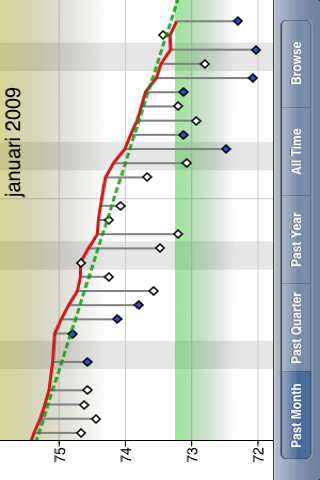 januari 2009
75
74
73
72
Past Month
Past Quarter
Past Year
All Time
Browse